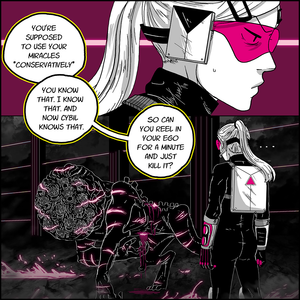 YOU'RE
SUPPOSED
TO USE YOUR
MIRACLES
"CONSERVATIVELY"
YOU KNOW
THAT. I KNOW
THAT. AND
NOW CYBIL
KNOWS THAT.
SO CAN
YOU REEL IN
YOUR EGO
FOR A MINUTE
AND JUST
KILL IT?
. . . .